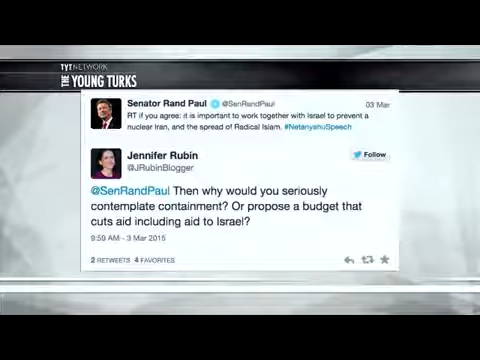 TYT NETWORK
THE YOUNG TURKS
Senator Rand Paul @SenRandPaul 03 Mar
RT if you agree: it is important to work together with Israel to prevent a
nuclear Iran, and the spread of Radical Islam. #NetanyahuSpeech
Jennifer Rubin Follow
@JRubinBlogger
@SenRandPaul Then why would you seriously
contemplate containment? Or propose a budget that
cuts aid including aid to Israel?
9:59 AM - 3 Mar 2015
2 RETWEETS 4 FAVORITES